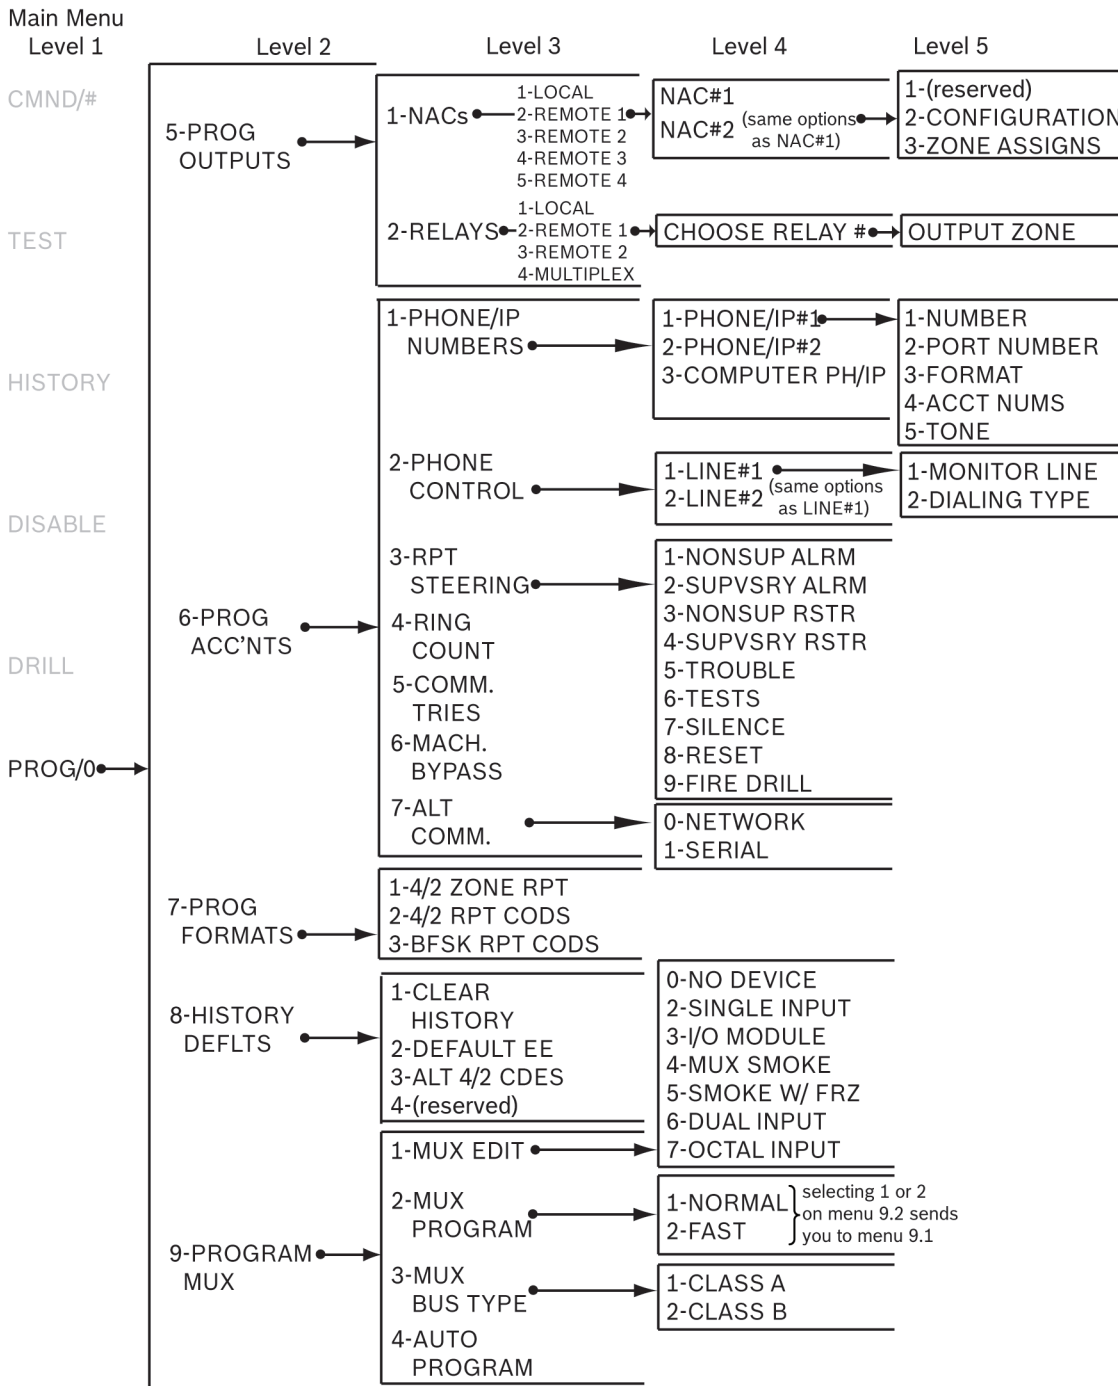 Main Menu
Level 1
Level 2
Level 3
Level 4
Level 5
CMND/#
TEST
HISTORY
DISABLE
DRILL
PROG/0
5-PROG
OUTPUTS
1-NACs
1-LOCAL
2-REMOTE 1
3-REMOTE 2
4-REMOTE 3
5-REMOTE 4
NAC#1
NAC#2
(same options
as NAC#1)
1-(reserved)
2-CONFIGURATION
3-ZONE ASSIGNS
2-RELAYS
1-LOCAL
2-REMOTE 1
3-REMOTE 2
4-MULTIPLEX
CHOOSE RELAY #
OUTPUT ZONE
6-PROG
ACC'NTS
1-PHONE/IP
NUMBERS
1-PHONE/IP#1
2-PHONE/IP#2
3-COMPUTER PH/IP
1-NUMBER
2-PORT NUMBER
3-FORMAT
4-ACCT NUMS
5-TONE
2-PHONE
CONTROL
1-LINE#1
2-LINE#2
(same options
as LINE#1)
1-MONITOR LINE
2-DIALING TYPE
3-RPT
STEERING
1-NONSUP ALRM
2-SUPVSRY ALRM
3-NONSUP RSTR
4-SUPVSRY RSTR
5-TROUBLE
6-TESTS
7-SILENCE
8-RESET
9-FIRE DRILL
4-RING
COUNT
5-COMM.
TRIES
6-MACH.
BYPASS
7-ALT
COMM.
0-NETWORK
1-SERIAL
7-PROG
FORMATS
1-4/2 ZONE RPT
2-4/2 RPT CODS
3-BFSK RPT CODS
8-HISTORY
DEFLTS
1-CLEAR
HISTORY
2-DEFAULT EE
3-ALT 4/2 CDES
4-(reserved)
9-PROGRAM
MUX
1-MUX EDIT
0-NO DEVICE
2-SINGLE INPUT
3-I/O MODULE
4-MUX SMOKE
5-SMOKE W/ FRZ
6-DUAL INPUT
7-OCTAL INPUT
2-MUX
PROGRAM
1-NORMAL
2-FAST
selecting 1 or 2
on menu 9.2 sends
you to menu 9.1
3-MUX
BUS TYPE
1-CLASS A
2-CLASS B
4-AUTO
PROGRAM